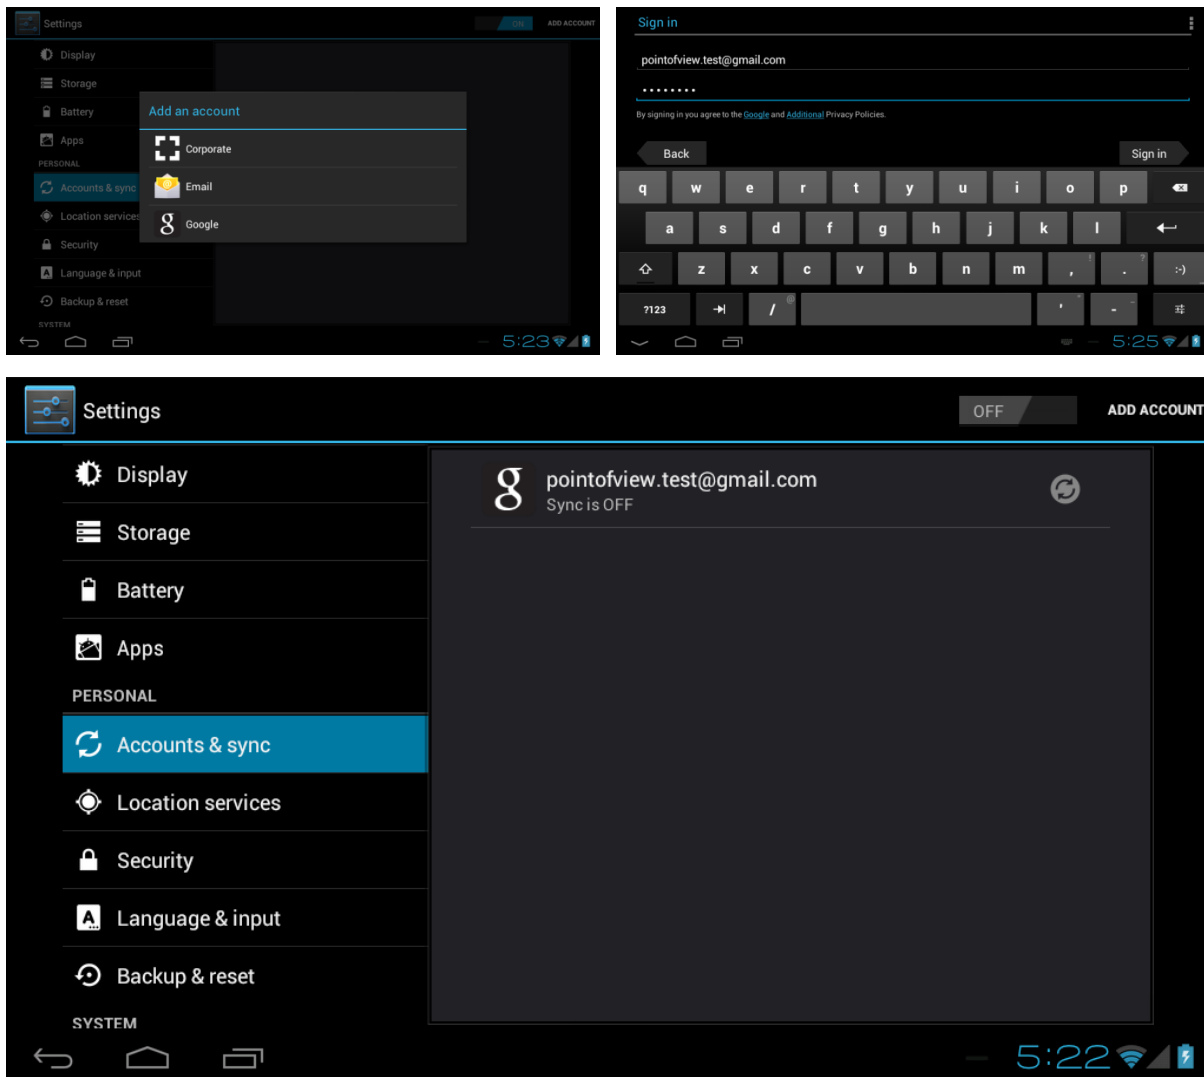 Settings
ON
ADD ACCOUNT
Display
Storage
Battery
Apps
PERSONAL
Accounts & sync
Location services
Security
Language & input
Backup & reset
SYSTEM
Add an account
Corporate
Email
Google
5:23
Sign in
pointofview.test@gmail.com
••••••••
By signing in you agree to the Google and Additional Privacy Policies.
Back
Sign in
q w e r t y u i o p
a s d f g h j k l
z x c v b n m , ! . ? :-)
?123 / @ ' " - _
5:25
Settings
OFF
ADD ACCOUNT
Display
Storage
Battery
Apps
PERSONAL
Accounts & sync
Location services
Security
Language & input
Backup & reset
SYSTEM
pointofview.test@gmail.com
Sync is OFF
5:22